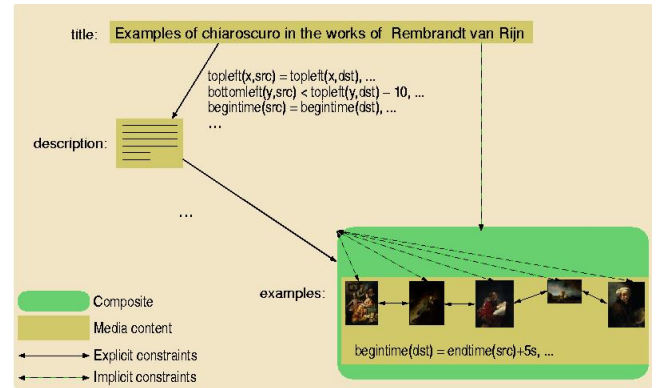 title: Examples of chiaroscuro in the works of Rembrandt van Rijn
topleft(x,src) = topleft(x,dst), ...
bottomleft(y,src) < topleft(y,dst) − 10, ...
begintime(src) = begintime(dst), ...
...
description:
...
examples:
begintime(dst) = endtime(src)+5s, ...
Composite
Media content
Explicit constraints
Implicit constraints